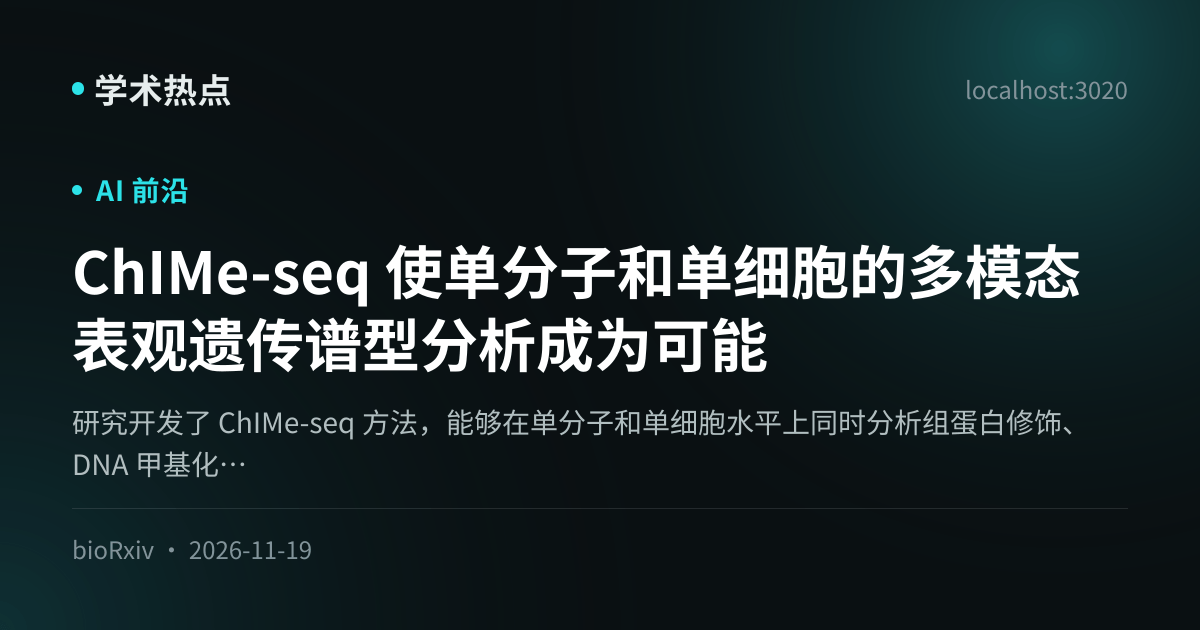 学术热点
localhost:3020
AI 前沿
ChIMe-seq 使单分子和单细胞的多模态
表观遗传谱型分析成为可能
研究开发了 ChIMe-seq 方法，能够在单分子和单细胞水平上同时分析组蛋白修饰、
DNA 甲基化…
bioRxiv · 2026-11-19